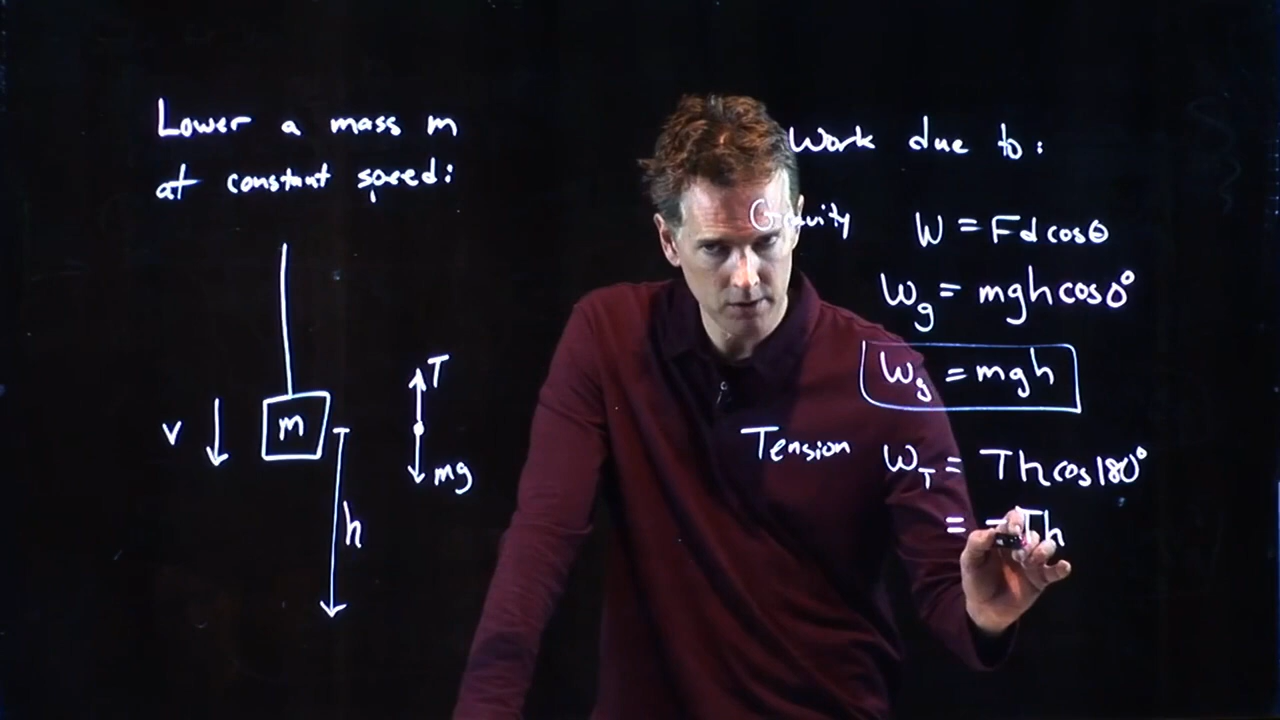 Lower a mass m
at constant speed:
T
v
m
mg
h
Work due to:
Gravity W = Fd cosθ
Wg = mgh cos0°
Wg = mgh
Tension WT = Th cos180°
= -Th